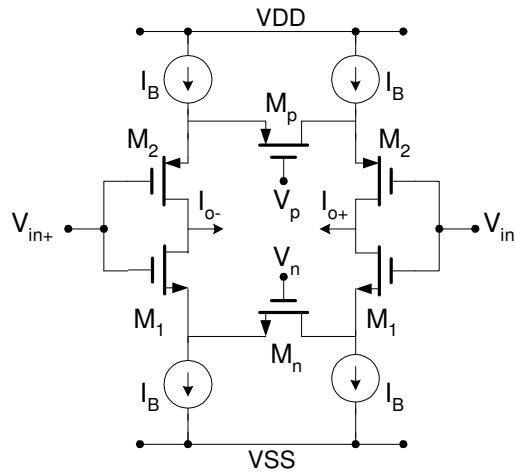 VDD
I_B I_B
M_p
M_2 M_2
I_o- V_p I_o+
V_in+ V_in
V_n
M_1 M_1
M_n
I_B I_B
VSS